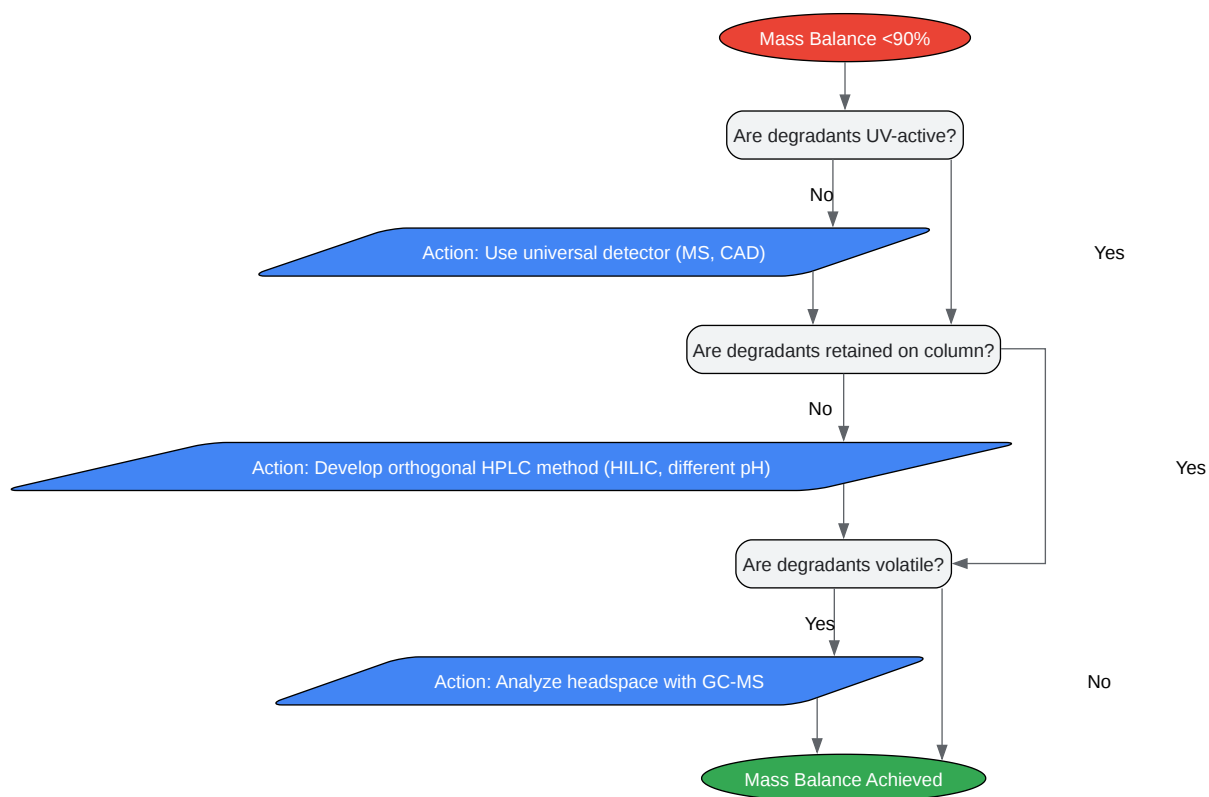 Mass Balance <90%
Are degradants UV-active?
No
Action: Use universal detector (MS, CAD)
Yes
Are degradants retained on column?
No
Action: Develop orthogonal HPLC method (HILIC, different pH)
Yes
Are degradants volatile?
Yes
Action: Analyze headspace with GC-MS
No
Mass Balance Achieved